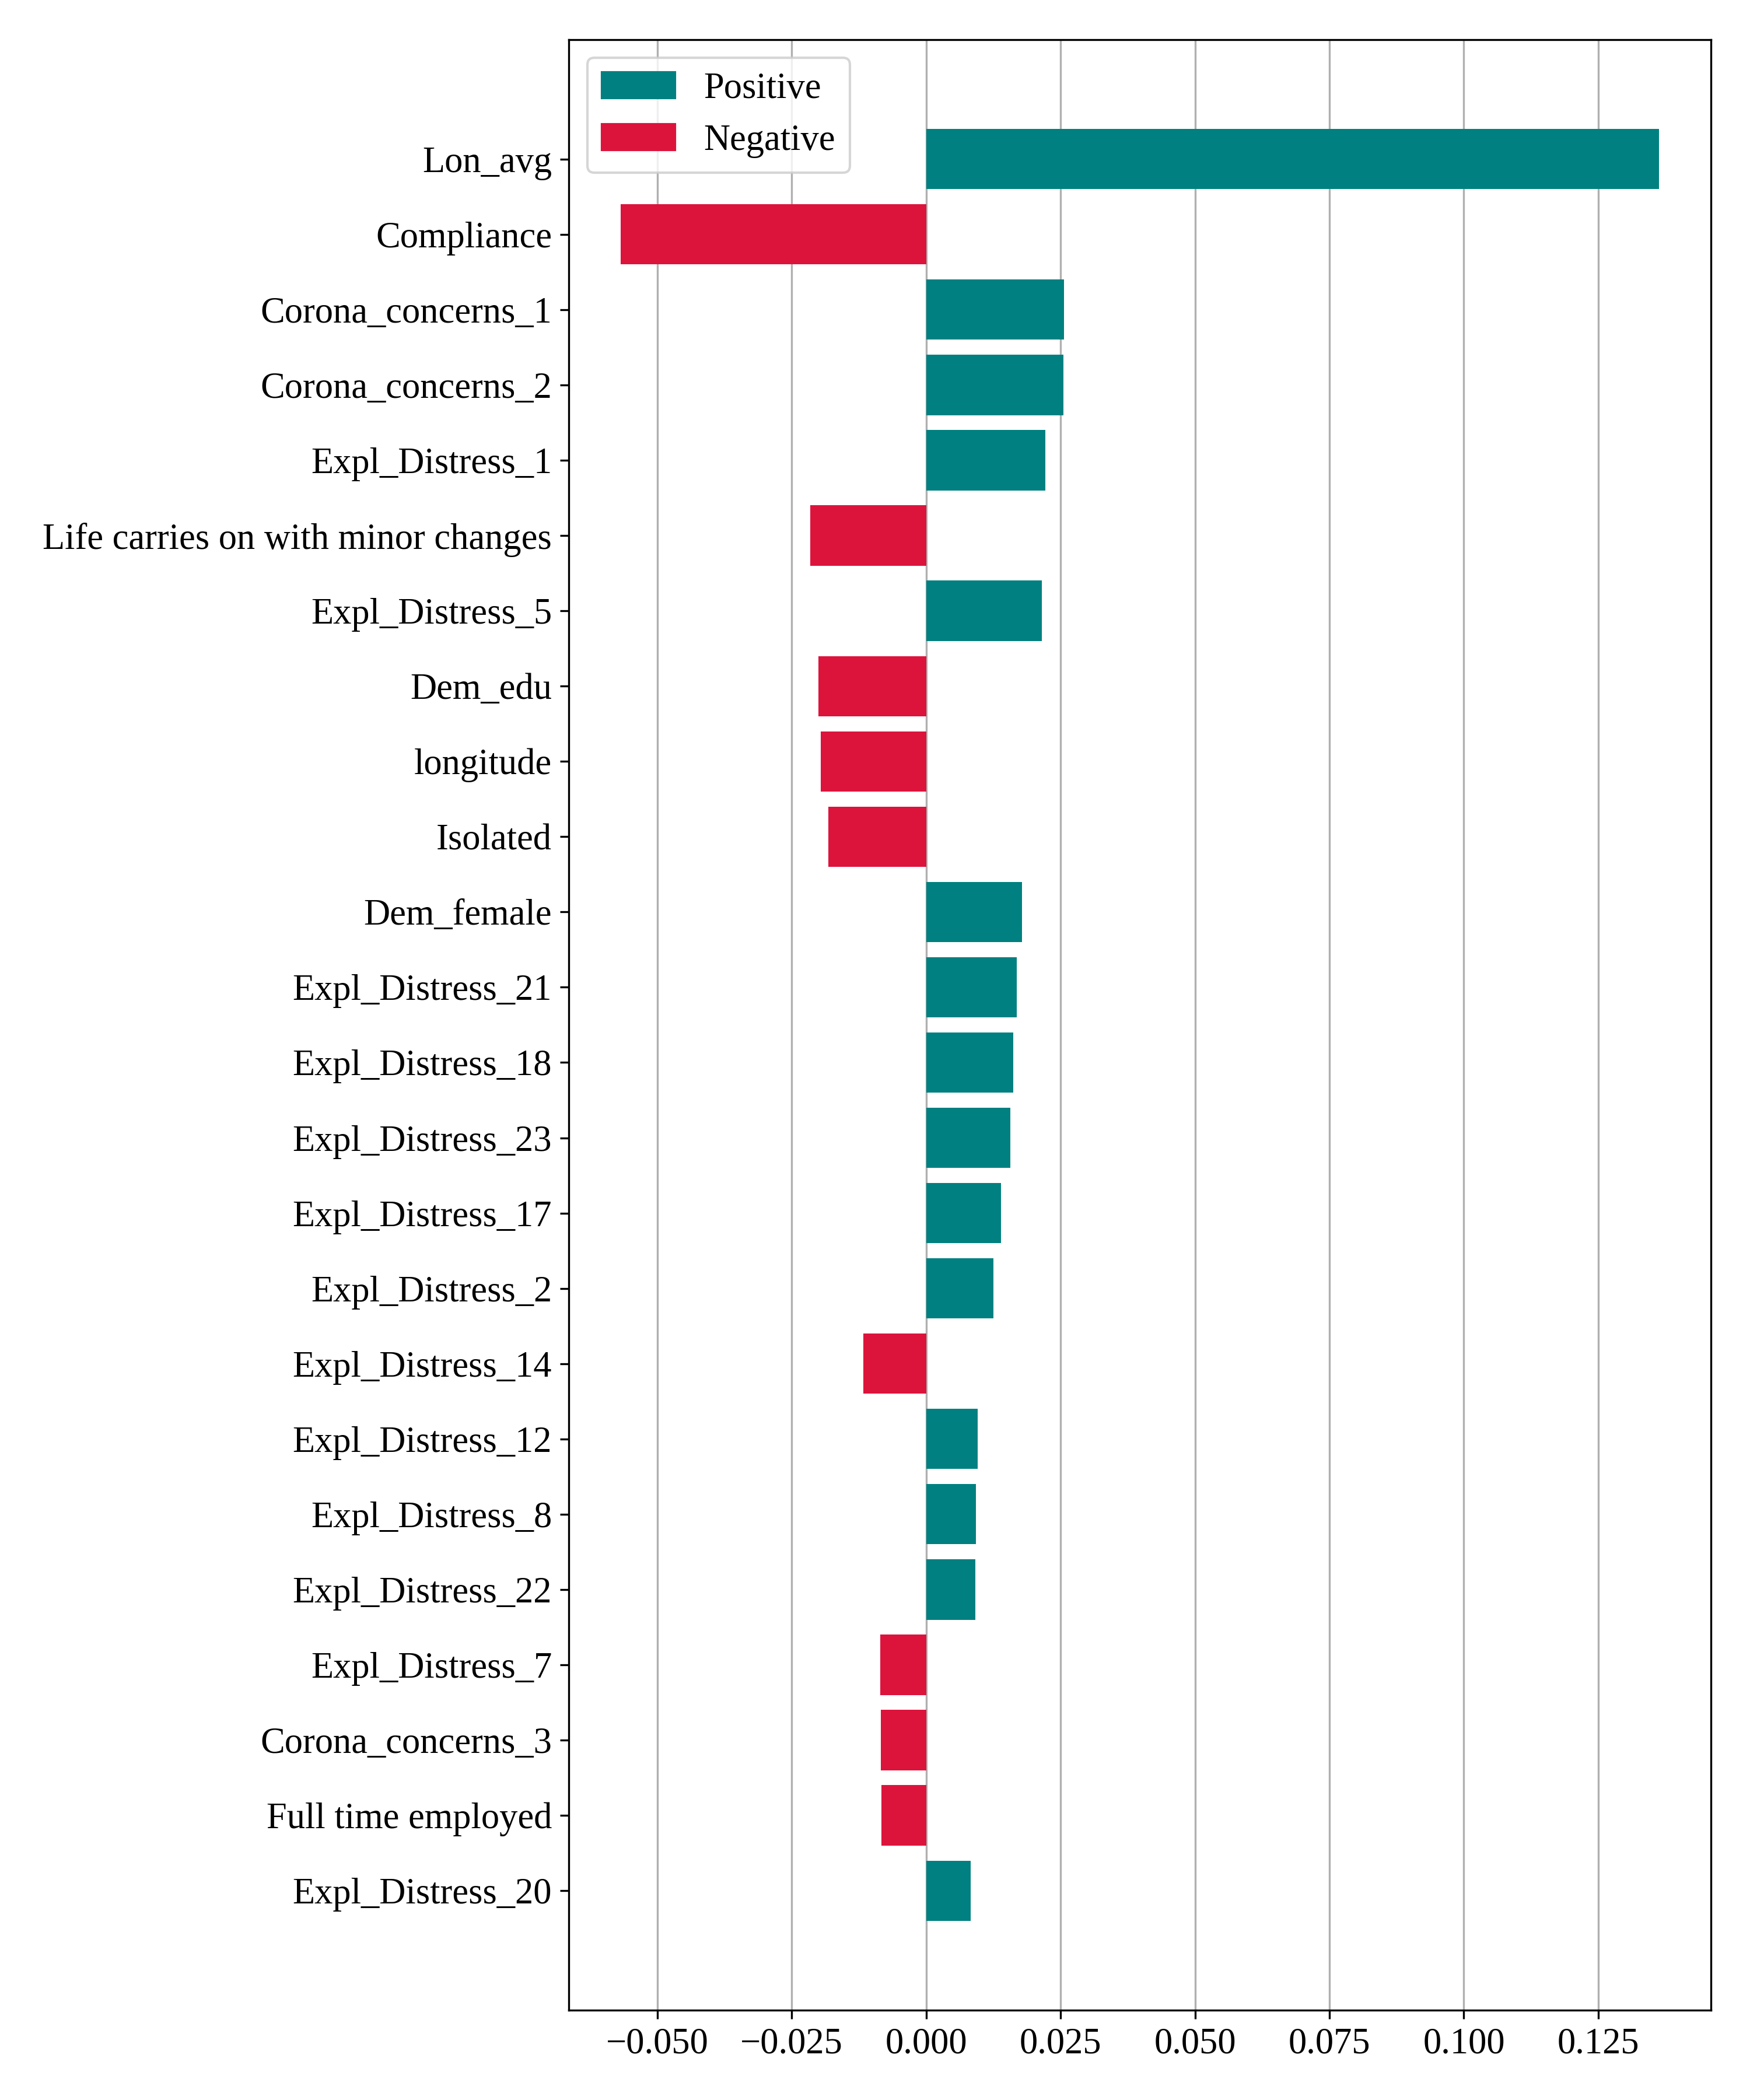 Positive
Negative
Lon_avg
Compliance
Corona_concerns_1
Corona_concerns_2
Expl_Distress_1
Life carries on with minor changes
Expl_Distress_5
Dem_edu
longitude
Isolated
Dem_female
Expl_Distress_21
Expl_Distress_18
Expl_Distress_23
Expl_Distress_17
Expl_Distress_2
Expl_Distress_14
Expl_Distress_12
Expl_Distress_8
Expl_Distress_22
Expl_Distress_7
Corona_concerns_3
Full time employed
Expl_Distress_20
−0.050 −0.025 0.000 0.025 0.050 0.075 0.100 0.125